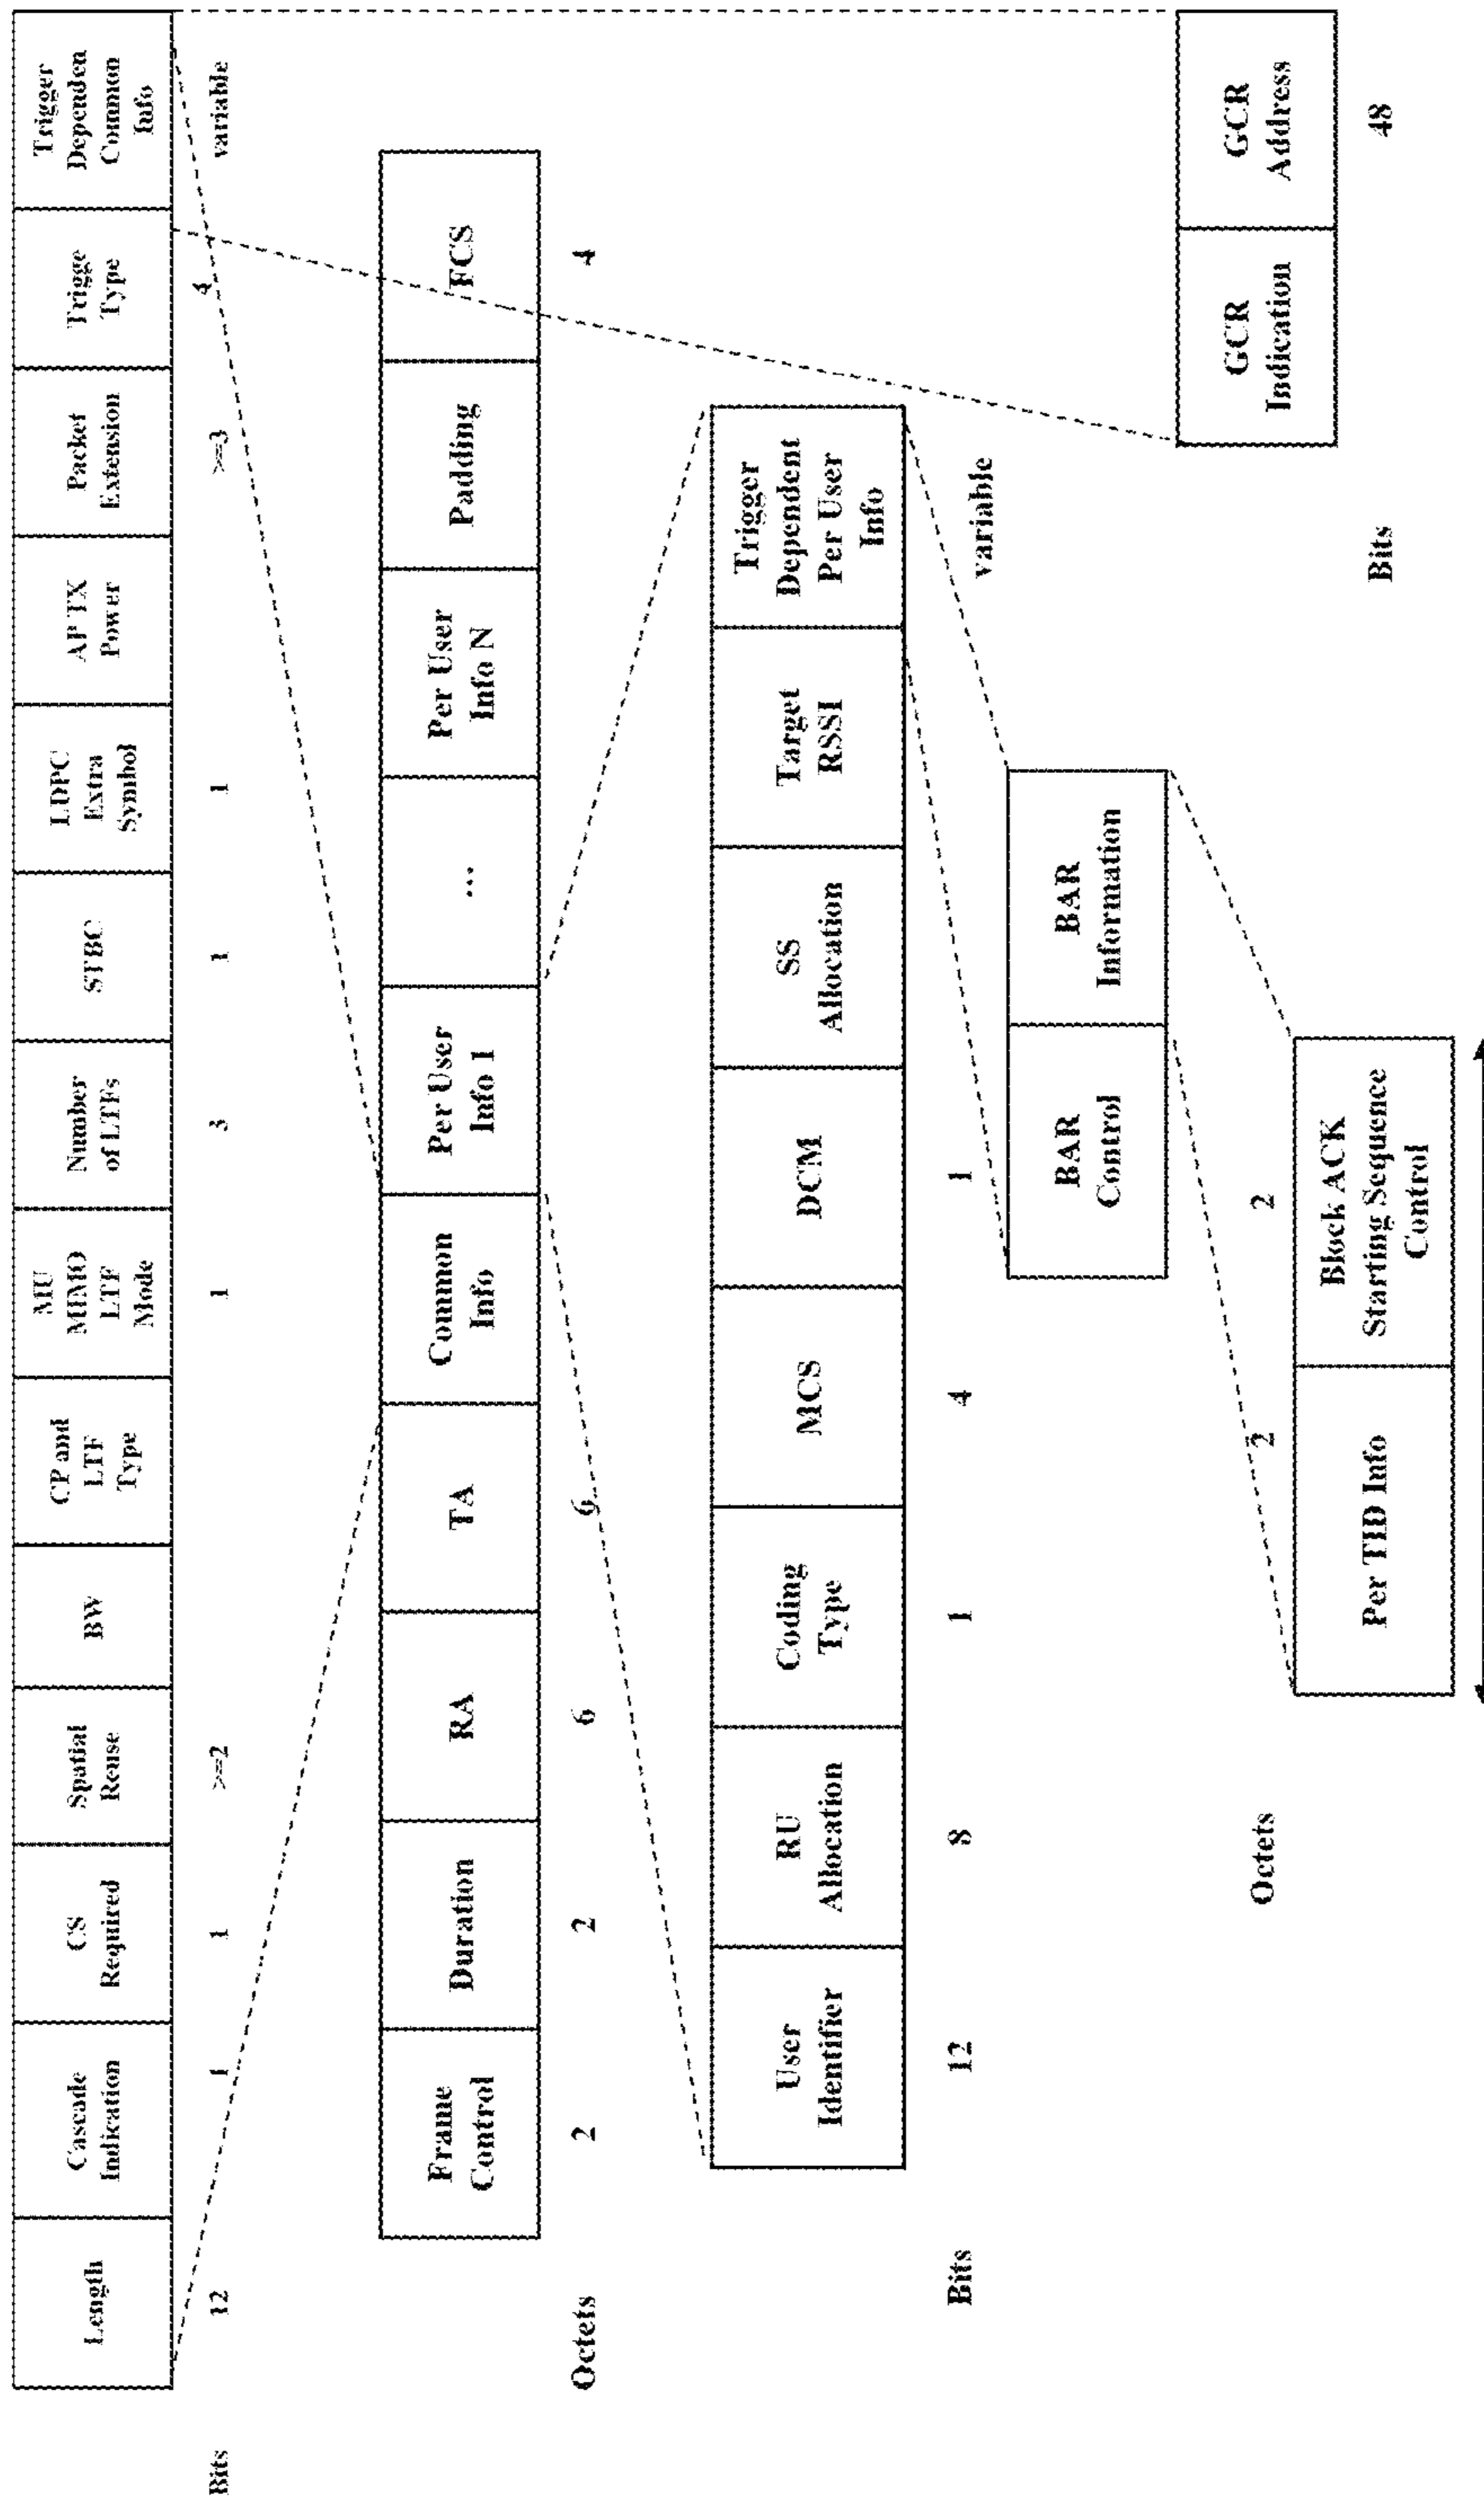 Length
Cascade
Indication
CS
Required
Spatial
Reuse
BW
CP and
LTF
Type
MU
MIMO
LTF
Mode
Number
of LTFs
STBC
LDPC
Extra
Symbol
AP TX
Power
Packet
Extension
Trigge
Type
Trigger
Dependen
Common
Info
Bits
12
1
1
>=2
1
3
1
1
>=3
4
variable
Frame
Control
Duration
RA
TA
Common
Info
Per User
Info 1
...
Per User
Info N
Padding
FCS
Octets
2
2
6
6
4
User
Identifier
RU
Allocation
Coding
Type
MCS
DCM
SS
Allocation
Target
RSSI
Trigger
Dependent
Per User
Info
Bits
12
8
1
4
1
variable
BAR
Control
BAR
Information
GCR
Indication
GCR
Address
Bits
48
Octets
2
2
Per TID Info
Block ACK
Starting Sequence
Control